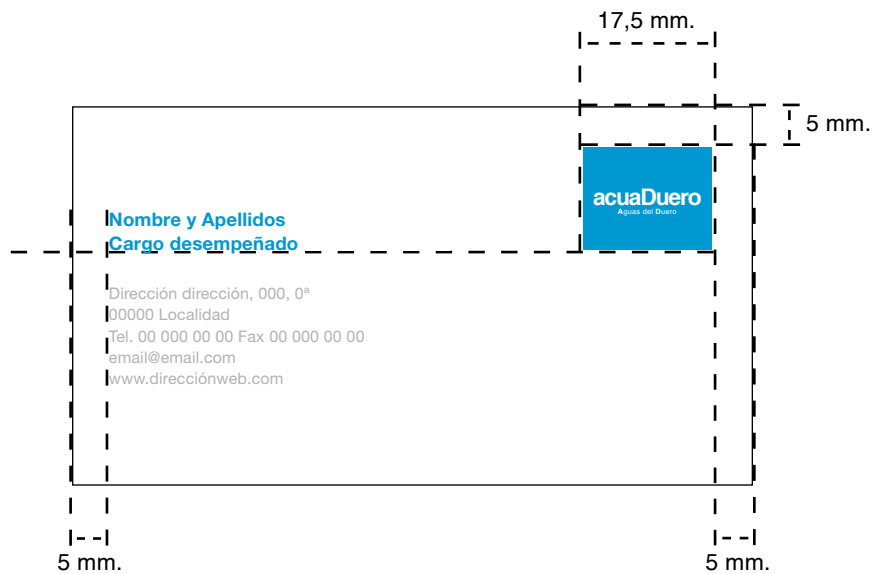 17,5 mm.
5 mm.
acuaDuero
Aguas del Duero
Nombre y Apellidos
Cargo desempeñado
Dirección dirección, 000, 0ª
00000 Localidad
Tel. 00 000 00 00 Fax 00 000 00 00
email@email.com
www.direcciónweb.com
5 mm.
5 mm.